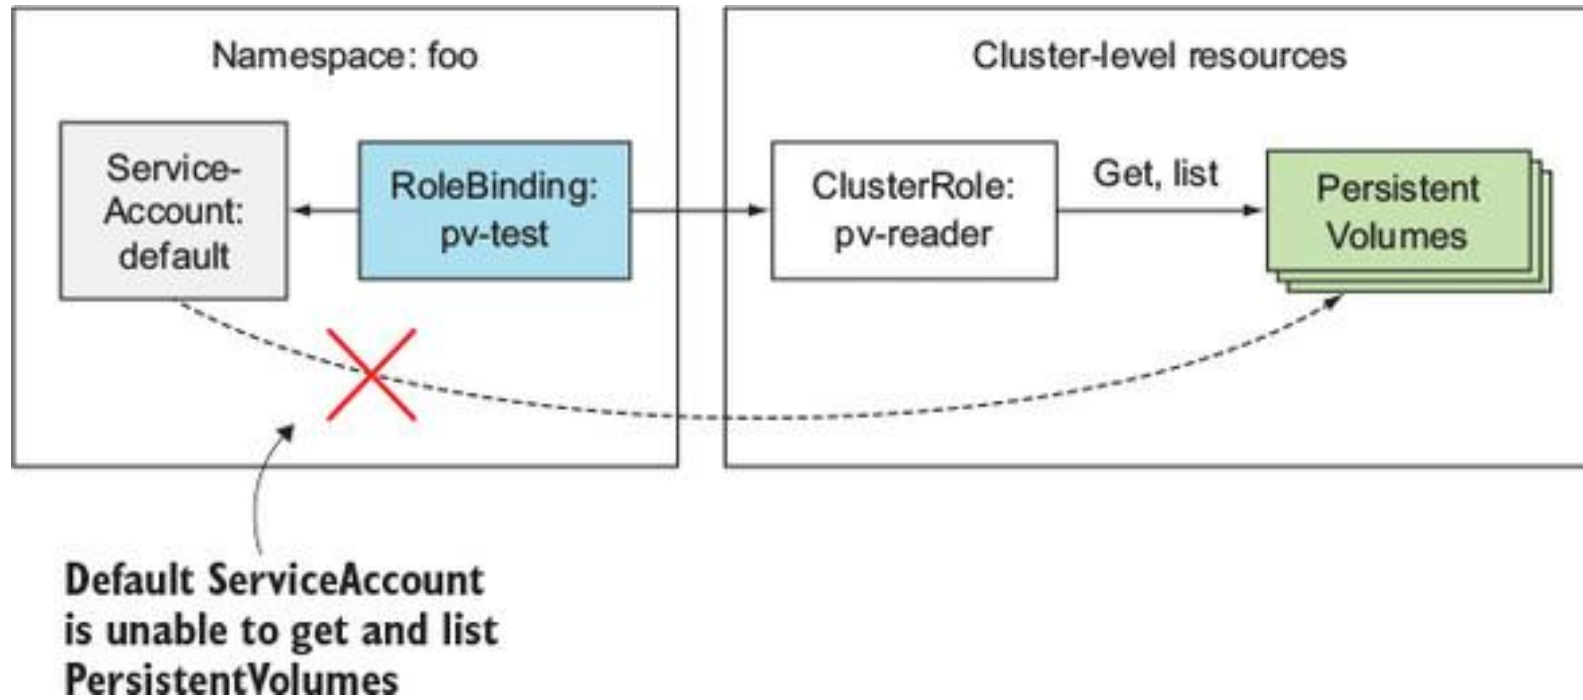 Namespace: foo
Cluster-level resources
Service-
Account:
default
RoleBinding:
pv-test
ClusterRole:
pv-reader
Get, list
Persistent
Volumes
Default ServiceAccount
is unable to get and list
PersistentVolumes